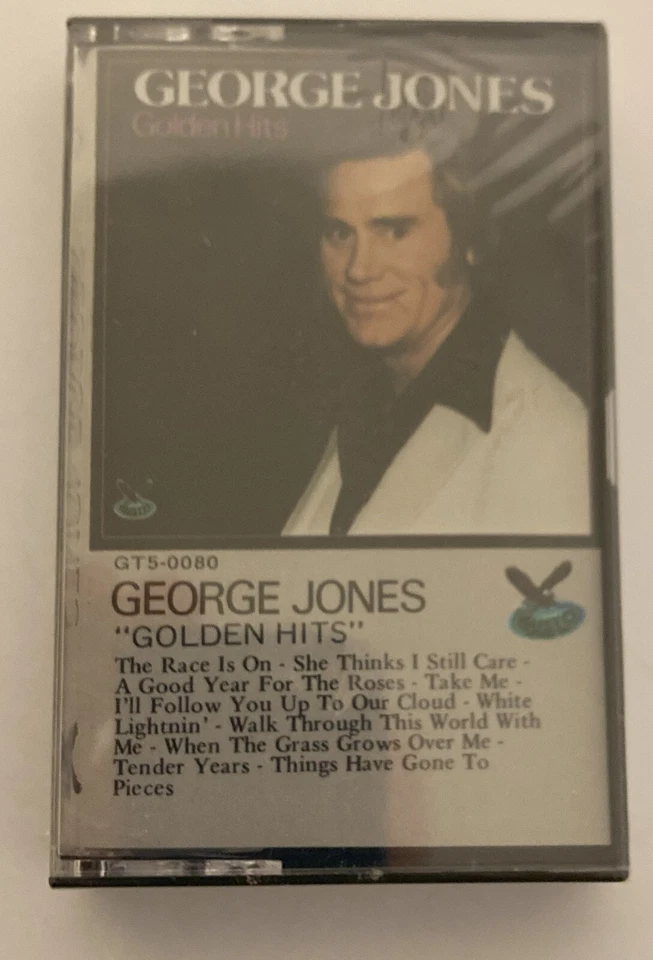 GEORGE JONES
Golden Hits
GT5-0080
GEORGE JONES
"GOLDEN HITS"
The Race Is On - She Thinks I Still Care -
A Good Year For The Roses - Take Me -
I'll Follow You Up To Our Cloud - White
Lightnin' - Walk Through This World With
Me - When The Grass Grows Over Me -
Tender Years - Things Have Gone To
Pieces